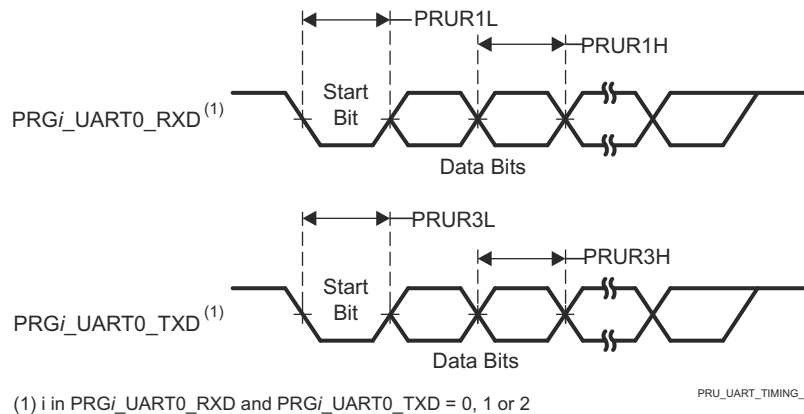 PRUR1L
PRUR1H
Start
Bit
PRGi_UART0_RXD(1)
Data Bits
PRUR3L
PRUR3H
Start
Bit
PRGi_UART0_TXD(1)
Data Bits
(1) i in PRGi_UART0_RXD and PRGi_UART0_TXD = 0, 1 or 2
PRU_UART_TIMING_